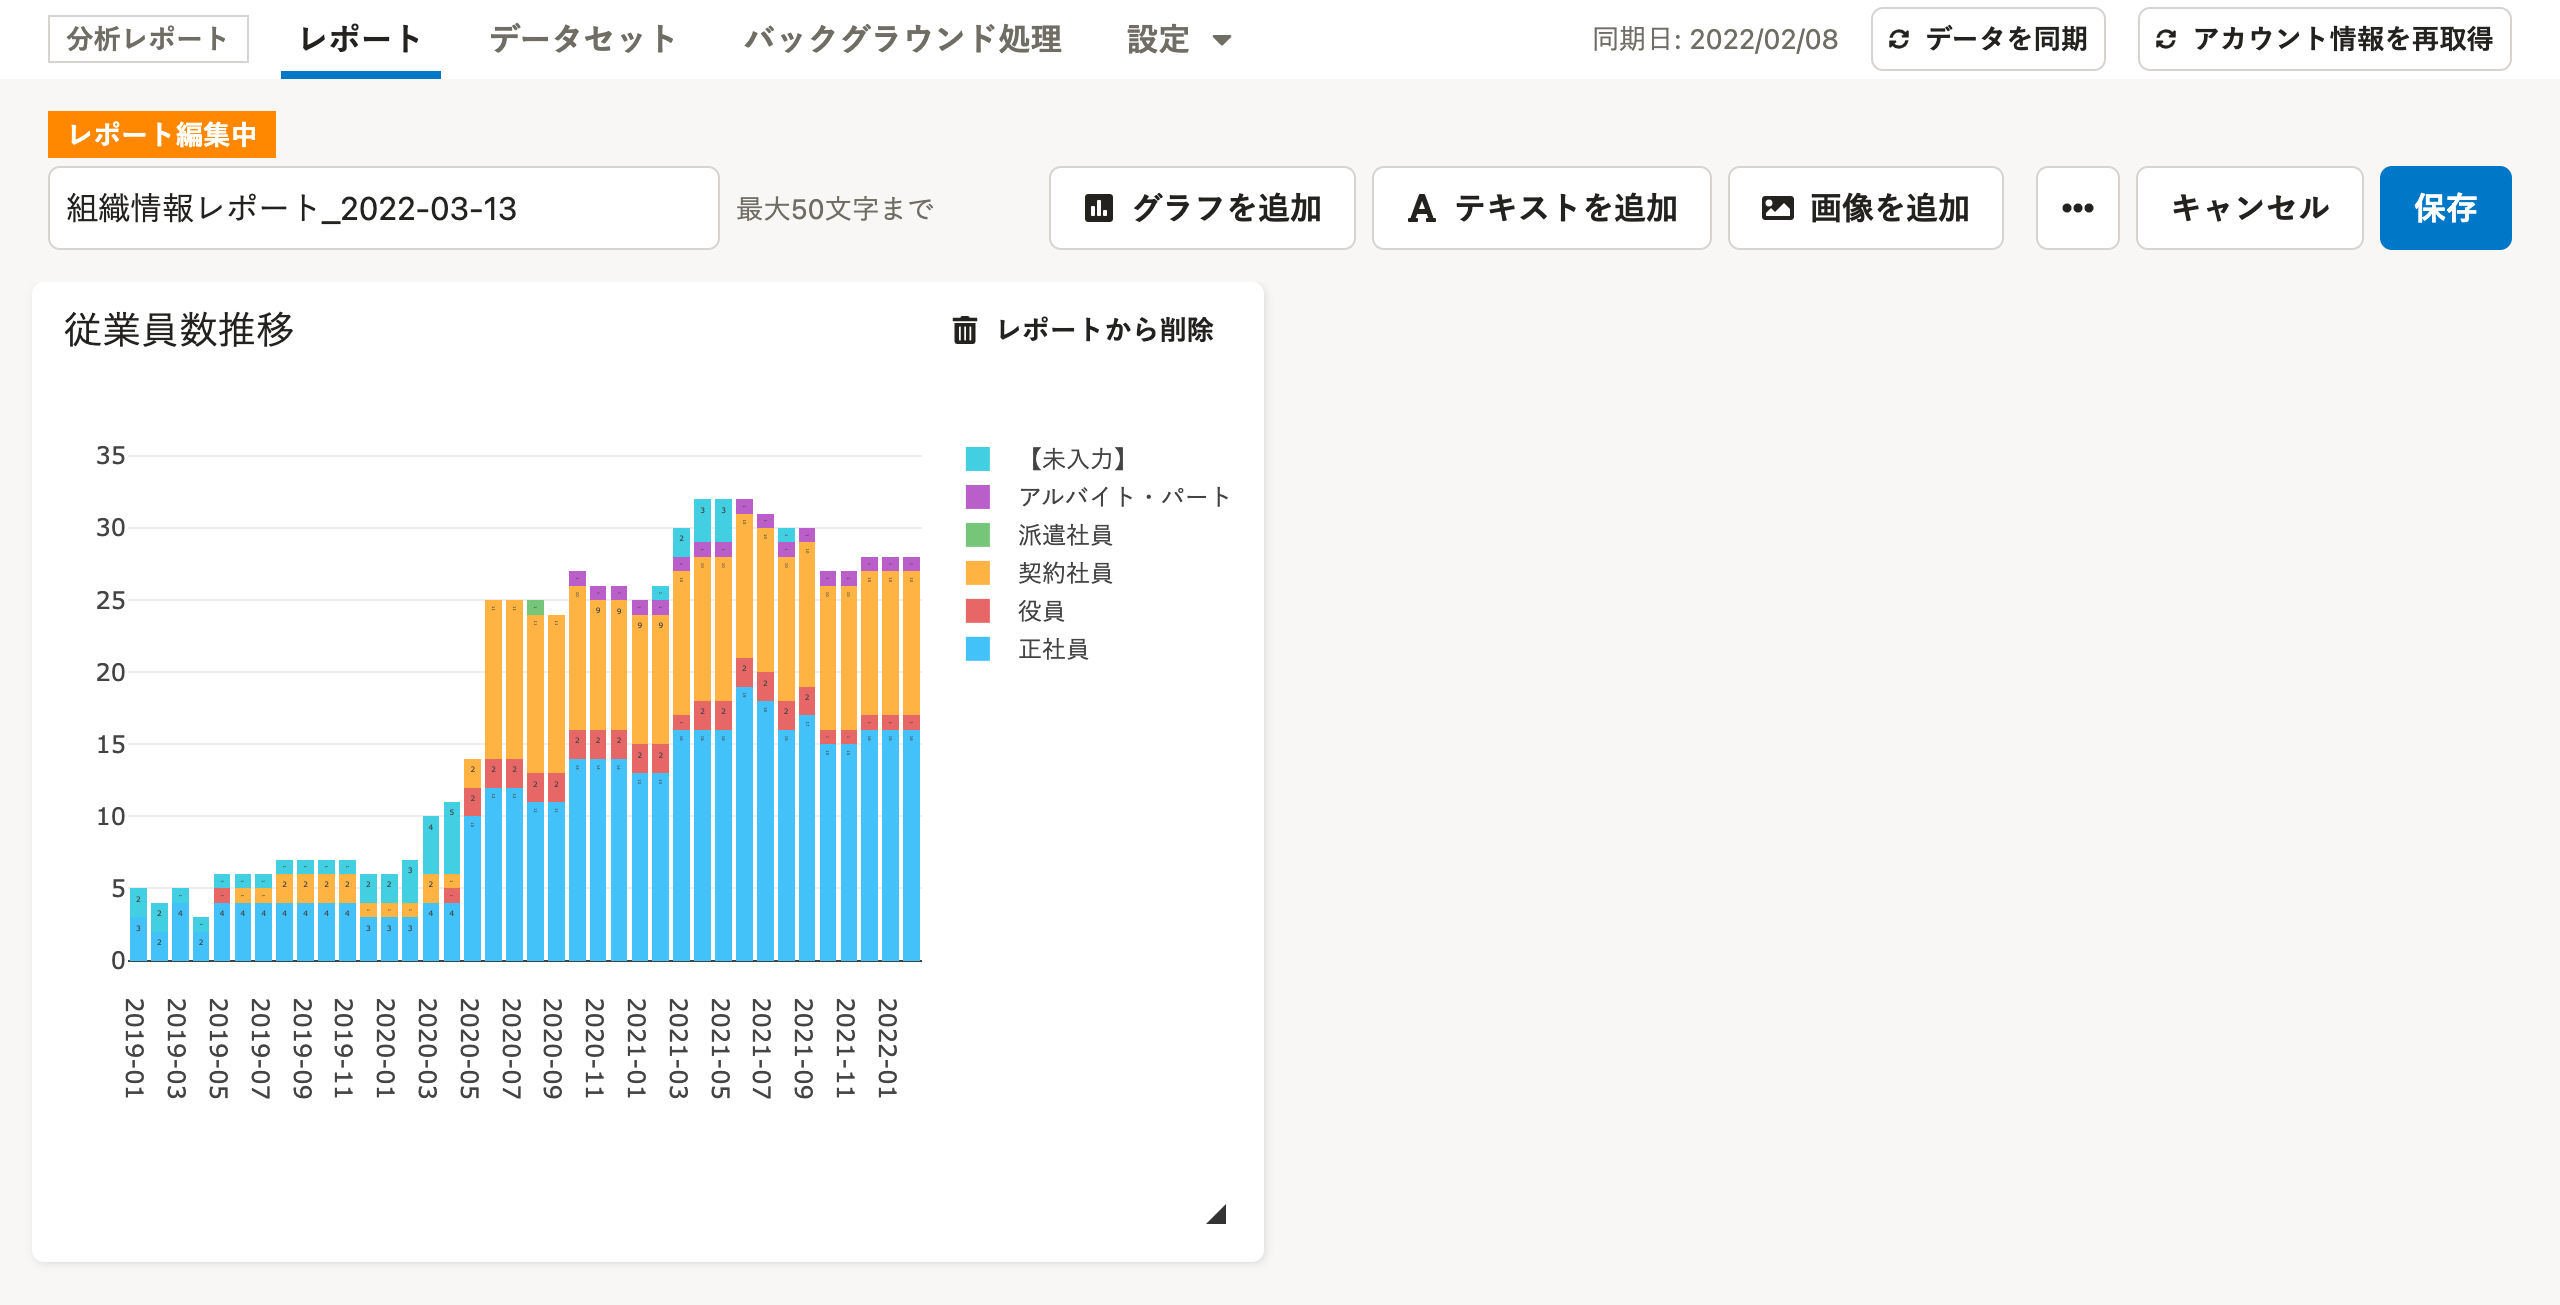 分析レポート
レポート
データセット
バックグラウンド処理
設定
同期日: 2022/02/08
データを同期
アカウント情報を再取得
レポート編集中
組織情報レポート_2022-03-13
最大50文字まで
グラフを追加
テキストを追加
画像を追加
•••
キャンセル
保存
従業員数推移
レポートから削除
35
30
25
20
15
10
5
0
【未入力】
アルバイト・パート
派遣社員
契約社員
役員
正社員
2019-01
2019-03
2019-05
2019-07
2019-09
2019-11
2020-01
2020-03
2020-05
2020-07
2020-09
2020-11
2021-01
2021-03
2021-05
2021-07
2021-09
2021-11
2022-01